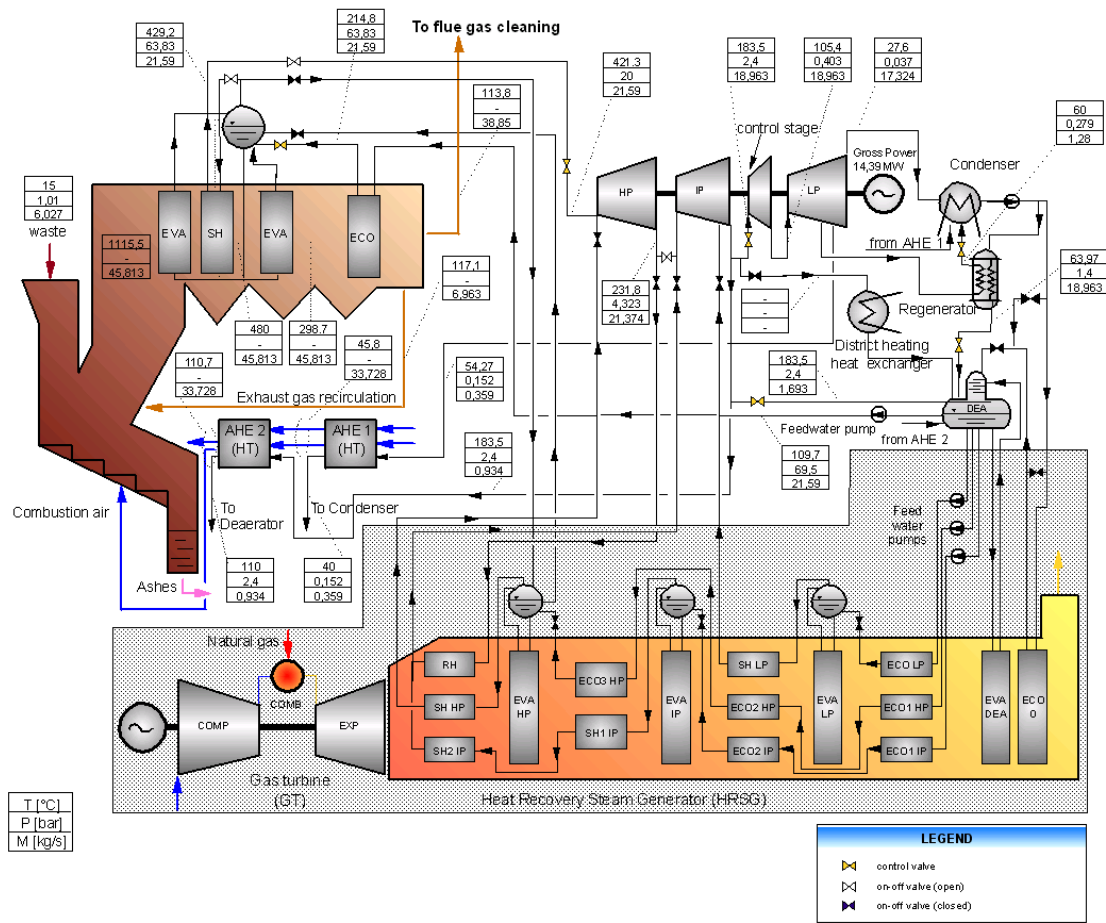 429,2
63,83
21,59
214,8
63,83
21,59
To flue gas cleaning
113,8
-
38,85
421.3
20
21,59
183,5
2,4
18,963
105,4
0,403
18,963
27,6
0,037
17,324
60
0,279
1,28
control stage
Gross Power
14,39 MW
Condenser
HP
IP
LP
15
1,01
6,027
waste
EVA
SH
EVA
ECO
1115,5
-
45,813
from AHE 1
63,97
1,4
18,963
117,1
-
6,963
231,8
4,323
21,374
-
-
-
Regenerator
District heating
heat exchanger
480
-
45,813
298.7
-
45,813
45,8
-
33,728
110,7
-
33,728
Exhaust gas recirculation
54,27
0,152
0,359
183,5
2,4
1,693
DEA
Feedwater pump
from AHE 2
AHE 2
(HT)
AHE 1
(HT)
183,5
2,4
0,934
109,7
69,5
21,59
Combustion air
To
Deaerator
To Condenser
Feed
water
pumps
Ashes
110
2,4
0,934
40
0,152
0,359
Natural gas
COMB
COMP
EXP
Gas turbine
(GT)
RH
SH HP
SH2 IP
EVA
HP
ECO3 HP
SH1 IP
EVA
IP
SH LP
ECO2 HP
ECO2 IP
EVA
LP
ECO LP
ECO1 HP
ECO1 IP
EVA
DEA
ECO
0
Heat Recovery Steam Generator (HRSG)
T [°C]
P [bar]
M [kg/s]
LEGEND
control valve
on-off valve (open)
on-off valve (closed)